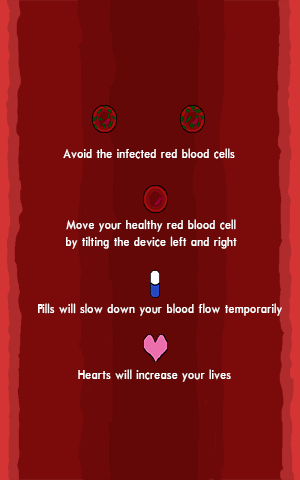 Avoid the infected red blood cells
Move your healthy red blood cell
by tilting the device left and right
Pills will slow down your blood flow temporarily
Hearts will increase your lives